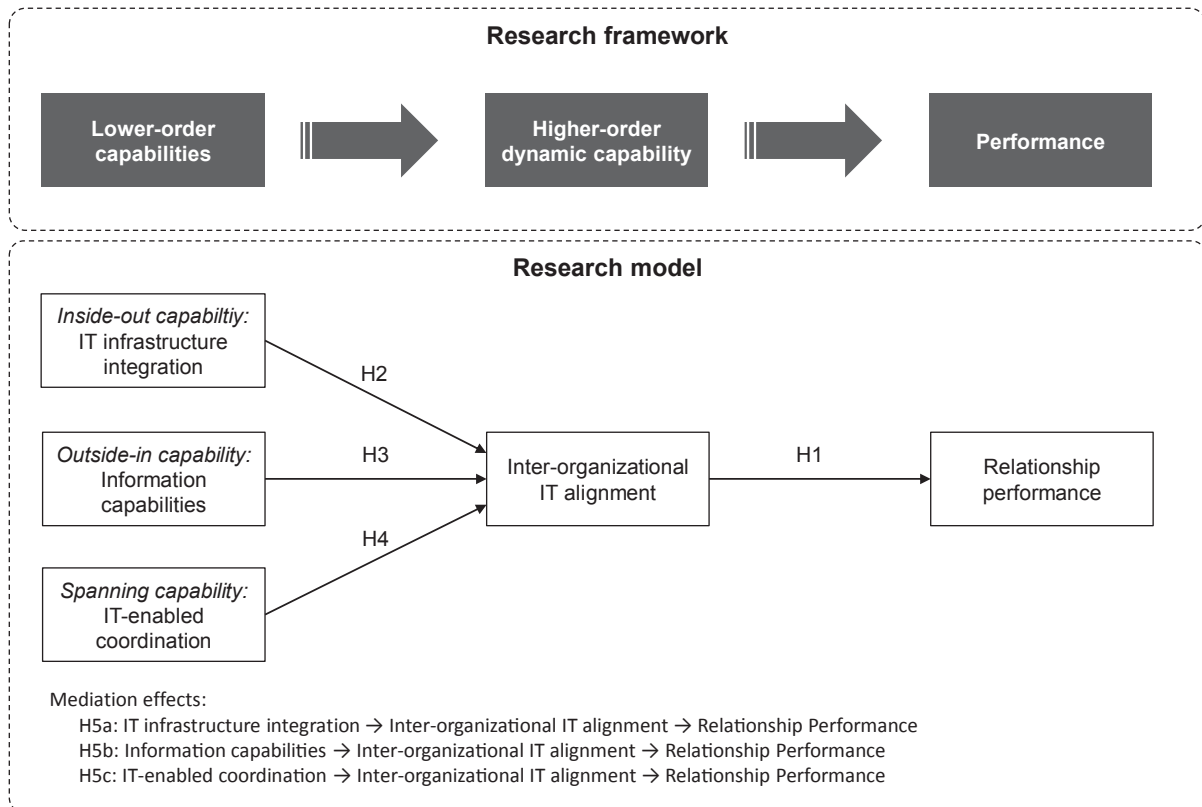 Research framework
Lower-order
capabilities
Higher-order
dynamic capability
Performance
Research model
Inside-out capabiltiy:
IT infrastructure
integration
H2
Outside-in capability:
Information
capabilities
H3
Inter-organizational
IT alignment
H1
Relationship
performance
H4
Spanning capability:
IT-enabled
coordination
Mediation effects:
H5a: IT infrastructure integration → Inter-organizational IT alignment → Relationship Performance
H5b: Information capabilities → Inter-organizational IT alignment → Relationship Performance
H5c: IT-enabled coordination → Inter-organizational IT alignment → Relationship Performance